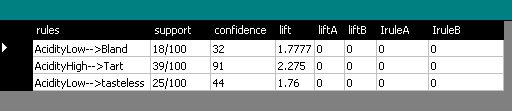 rules support confidence lift liftA liftB IruleA IruleB
AcidityLow-->Bland 18/100 32 1.7777 0 0 0 0
AcidityHigh-->Tart 39/100 91 2.275 0 0 0 0
AcidityLow-->tasteless 25/100 44 1.76 0 0 0 0